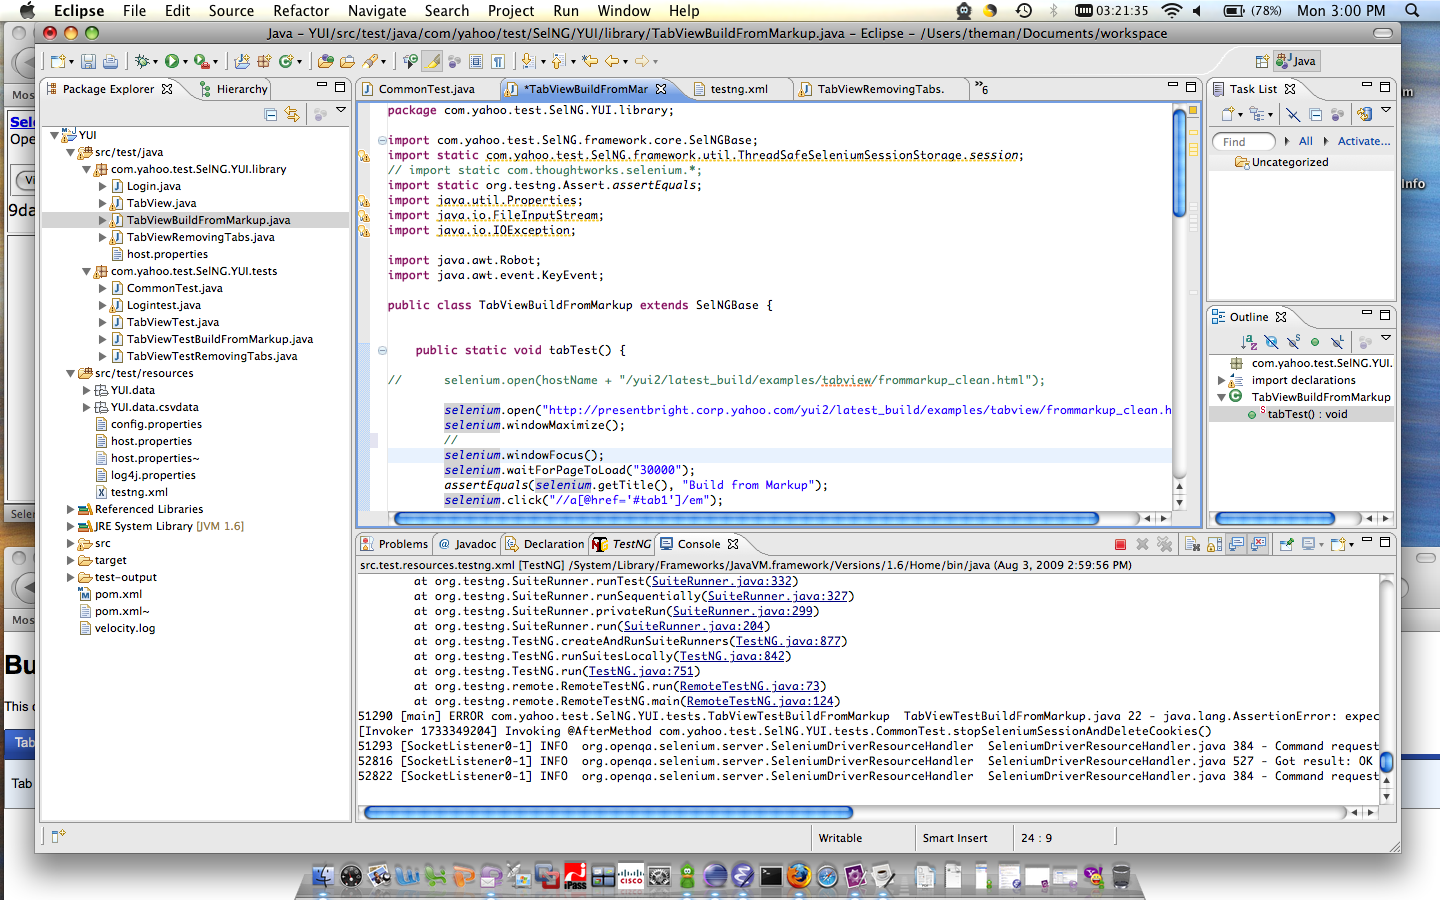 Eclipse File Edit Source Refactor Navigate Search Project Run Window Help
03:21:35 (78%) Mon 3:00 PM
Java – YUI/src/test/java/com/yahoo/test/SelNG/YUI/library/TabViewBuildFromMarkup.java – Eclipse – /Users/theman/Documents/workspace
Java
Package Explorer Hierarchy
YUI
src/test/java
com.yahoo.test.SelNG.YUI.library
Login.java
TabView.java
TabViewBuildFromMarkup.java
TabViewRemovingTabs.java
host.properties
com.yahoo.test.SelNG.YUI.tests
CommonTest.java
Logintest.java
TabViewTest.java
TabViewTestBuildFromMarkup.java
TabViewTestRemovingTabs.java
src/test/resources
YUI.data
YUI.data.csvdata
config.properties
host.properties
host.properties~
log4j.properties
testng.xml
Referenced Libraries
JRE System Library [JVM 1.6]
src
target
test-output
pom.xml
pom.xml~
velocity.log
CommonTest.java *TabViewBuildFromMar testng.xml TabViewRemovingTabs. »6
package com.yahoo.test.SelNG.YUI.library;
import com.yahoo.test.SelNG.framework.core.SelNGBase;
import static com.yahoo.test.SelNG.framework.util.ThreadSafeSeleniumSessionStorage.session;
// import static com.thoughtworks.selenium.*;
import static org.testng.Assert.assertEquals;
import java.util.Properties;
import java.io.FileInputStream;
import java.io.IOException;
import java.awt.Robot;
import java.awt.event.KeyEvent;
public class TabViewBuildFromMarkup extends SelNGBase {
public static void tabTest() {
// selenium.open(hostName + "/yui2/latest_build/examples/tabview/frommarkup_clean.html");
selenium.open("http://presentbright.corp.yahoo.com/yui2/latest_build/examples/tabview/frommarkup_clean.h
selenium.windowMaximize();
//
selenium.windowFocus();
selenium.waitForPageToLoad("30000");
assertEquals(selenium.getTitle(), "Build from Markup");
selenium.click("//a[@href='#tab1']/em");
Task List
Find All Activate...
Uncategorized
Outline
com.yahoo.test.SelNG.YUI.
import declarations
TabViewBuildFromMarkup
tabTest() : void
Problems @ Javadoc Declaration TestNG Console
src.test.resources.testng.xml [TestNG] /System/Library/Frameworks/JavaVM.framework/Versions/1.6/Home/bin/java (Aug 3, 2009 2:59:56 PM)
at org.testng.SuiteRunner.runTest(SuiteRunner.java:332)
at org.testng.SuiteRunner.runSequentially(SuiteRunner.java:327)
at org.testng.SuiteRunner.privateRun(SuiteRunner.java:299)
at org.testng.SuiteRunner.run(SuiteRunner.java:204)
at org.testng.TestNG.createAndRunSuiteRunners(TestNG.java:877)
at org.testng.TestNG.runSuitesLocally(TestNG.java:842)
at org.testng.TestNG.run(TestNG.java:751)
at org.testng.remote.RemoteTestNG.run(RemoteTestNG.java:73)
at org.testng.remote.RemoteTestNG.main(RemoteTestNG.java:124)
51290 [main] ERROR com.yahoo.test.SelNG.YUI.tests.TabViewTestBuildFromMarkup TabViewTestBuildFromMarkup.java 22 - java.lang.AssertionError: expec
[Invoker 1733349204] Invoking @AfterMethod com.yahoo.test.SelNG.YUI.tests.CommonTest.stopSeleniumSessionAndDeleteCookies()
51293 [SocketListener0-1] INFO org.openqa.selenium.server.SeleniumDriverResourceHandler SeleniumDriverResourceHandler.java 384 - Command request
52816 [SocketListener0-1] INFO org.openqa.selenium.server.SeleniumDriverResourceHandler SeleniumDriverResourceHandler.java 527 - Got result: OK
52822 [SocketListener0-1] INFO org.openqa.selenium.server.SeleniumDriverResourceHandler SeleniumDriverResourceHandler.java 384 - Command request
Writable Smart Insert 24 : 9
Mos
Sele
Ope
Vi
9da
Selen
Mos
Bu
This c
Tab
Tab
Info
iPass
CISCO